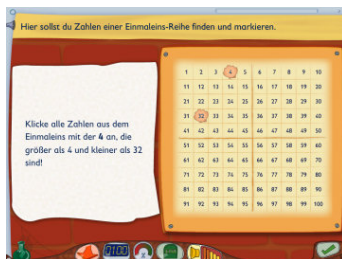 Hier sollst du Zahlen einer Einmaleins-Reihe finden und markieren.
Klicke alle Zahlen aus dem
Einmaleins mit der 4 an, die
größer als 4 und kleiner als 32
sind!
1 2 3 4 5 6 7 8 9 10
11 12 13 14 15 16 17 18 19 20
21 22 23 24 25 26 27 28 29 30
31 32 33 34 35 36 37 38 39 40
41 42 43 44 45 46 47 48 49 50
51 52 53 54 55 56 57 58 59 60
61 62 63 64 65 66 67 68 69 70
71 72 73 74 75 76 77 78 79 80
81 82 83 84 85 86 87 88 89 90
91 92 93 94 95 96 97 98 99 100